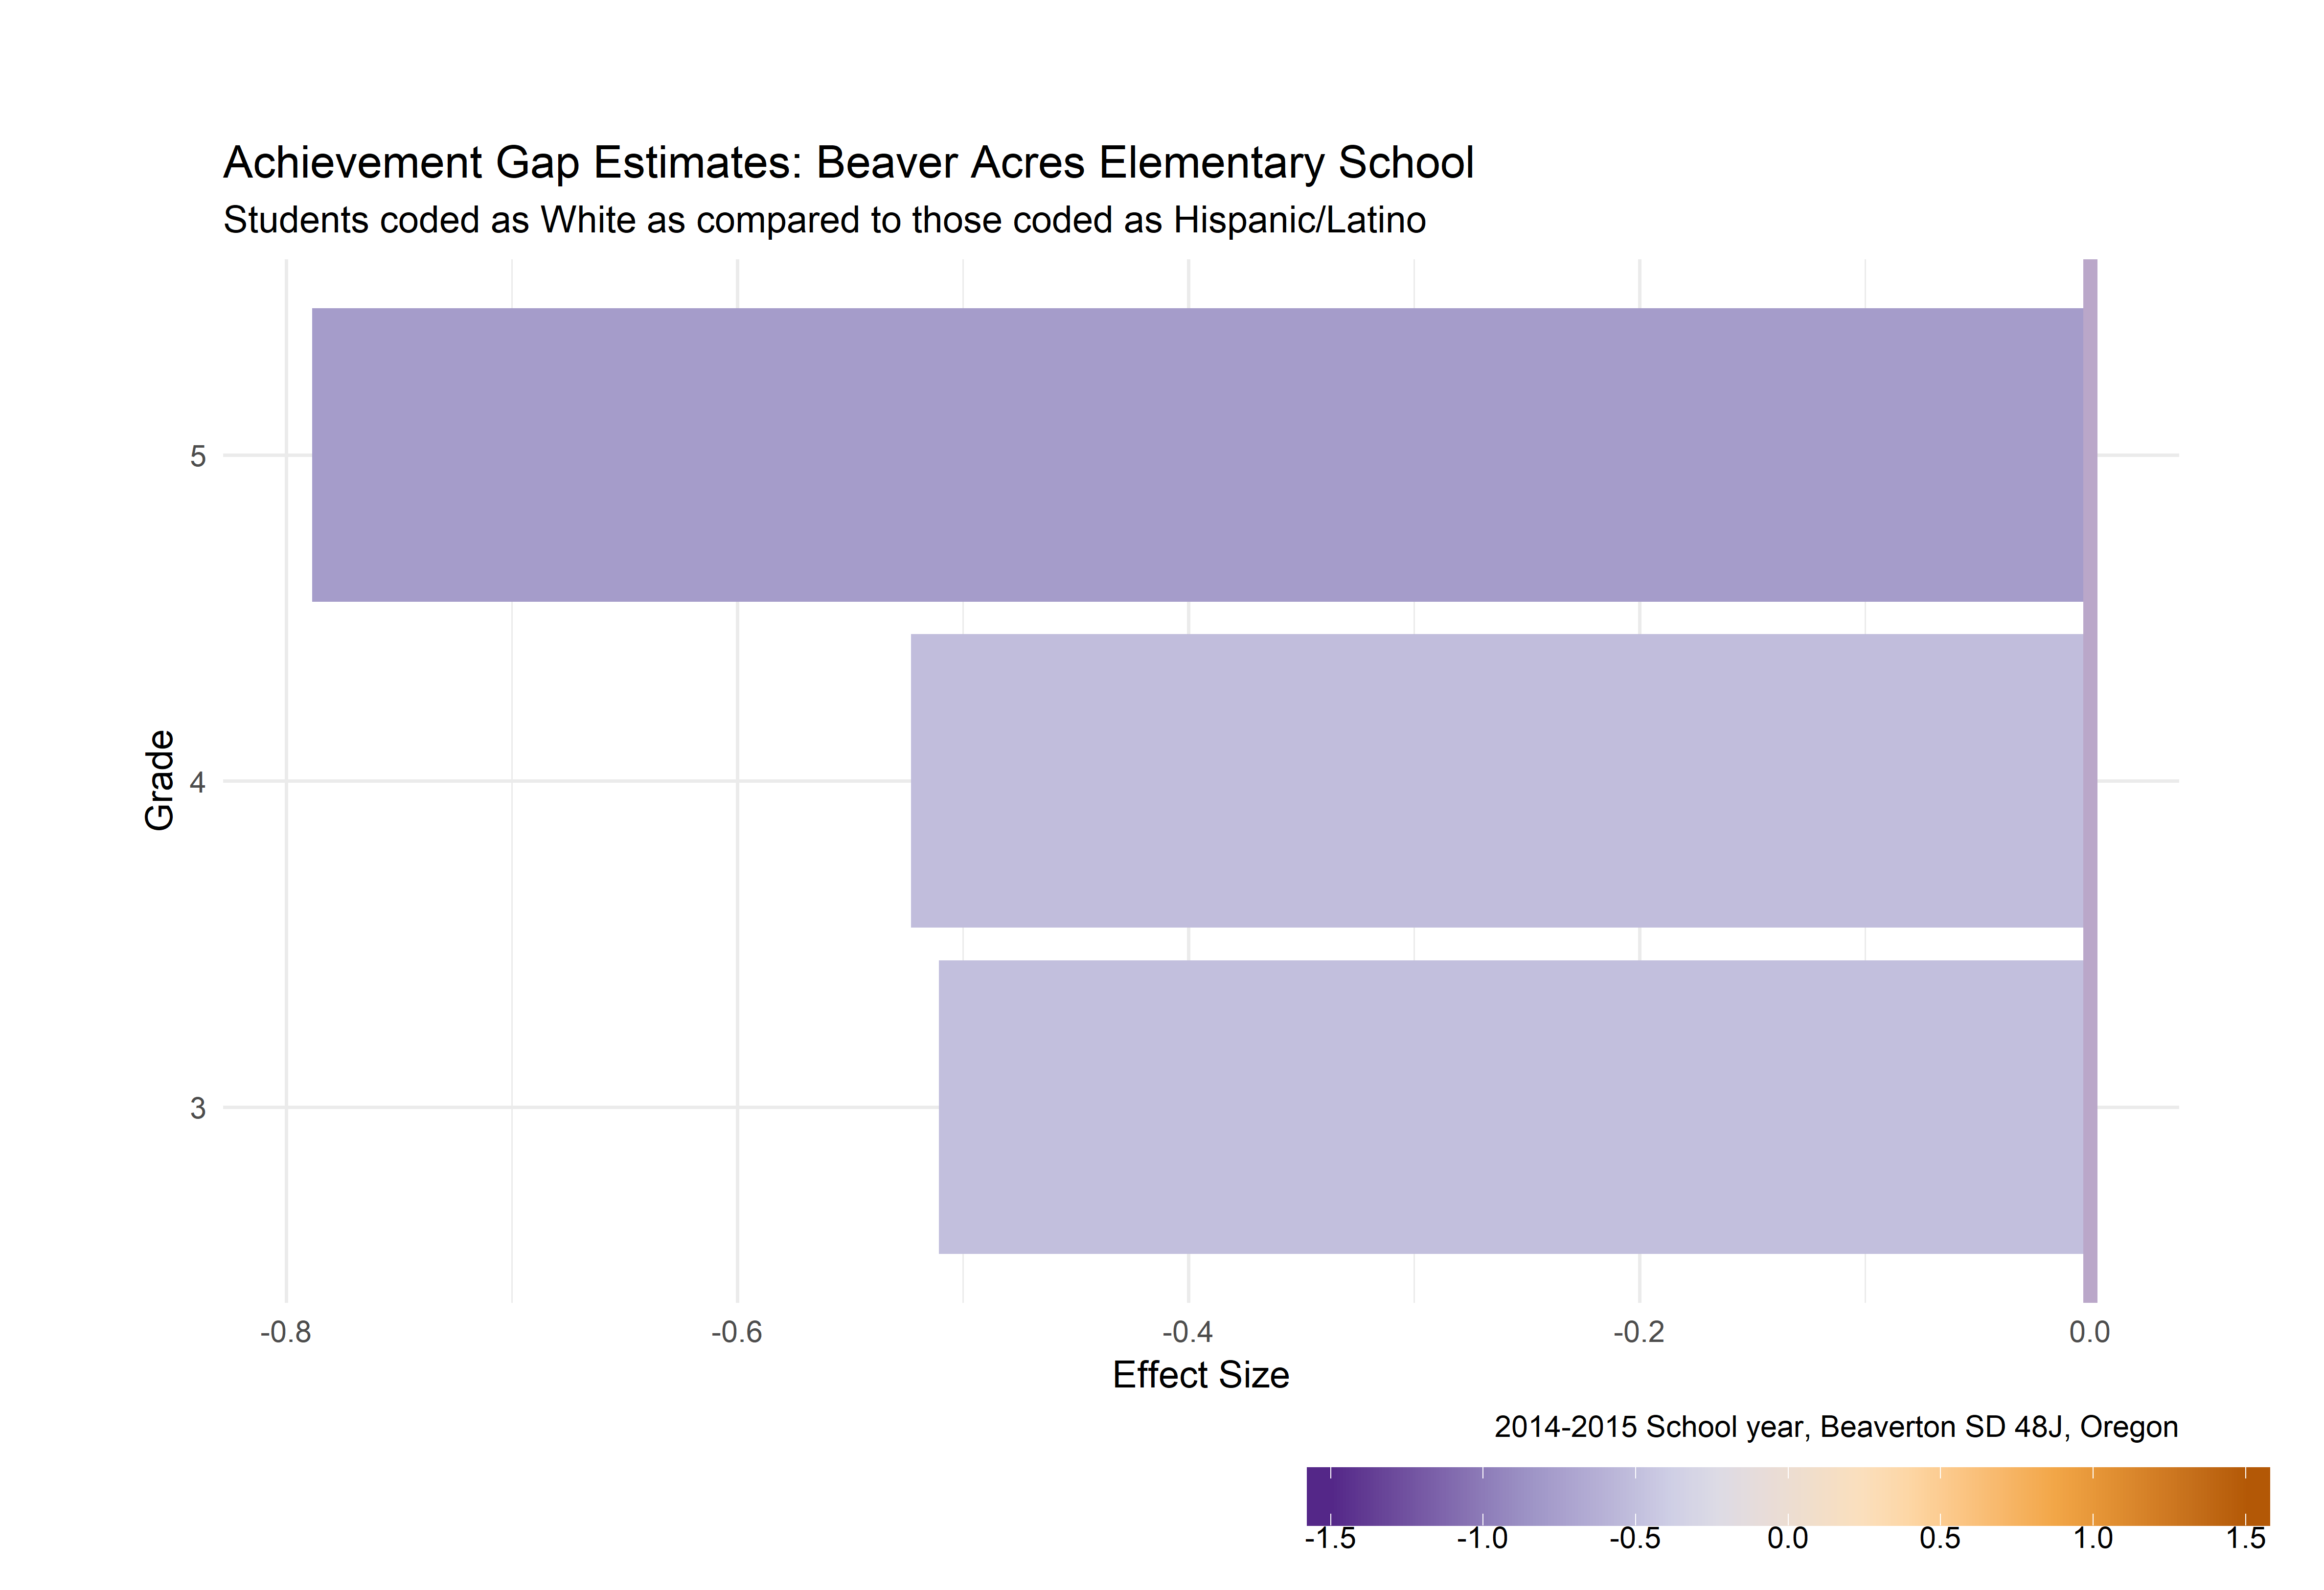 Achievement Gap Estimates: Beaver Acres Elementary School
Students coded as White as compared to those coded as Hispanic/Latino
5
4
3
Grade
-0.8 -0.6 -0.4 -0.2 0.0
Effect Size
2014-2015 School year, Beaverton SD 48J, Oregon
-1.5 -1.0 -0.5 0.0 0.5 1.0 1.5